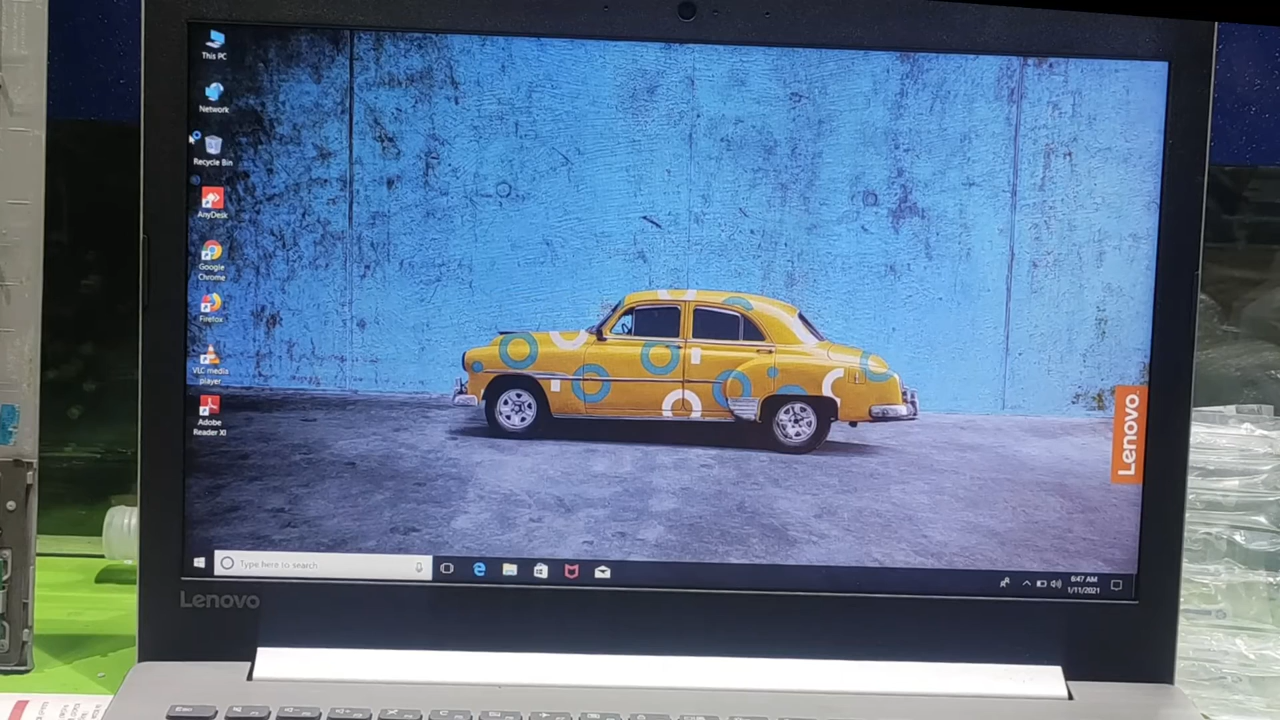 This PC
Network
Recycle Bin
AnyDesk
Google
Chrome
Firefox
VLC media
player
Adobe
Reader XI
Lenovo
Type here to search
6:47 AM
1/11/2021
Lenovo
Esc